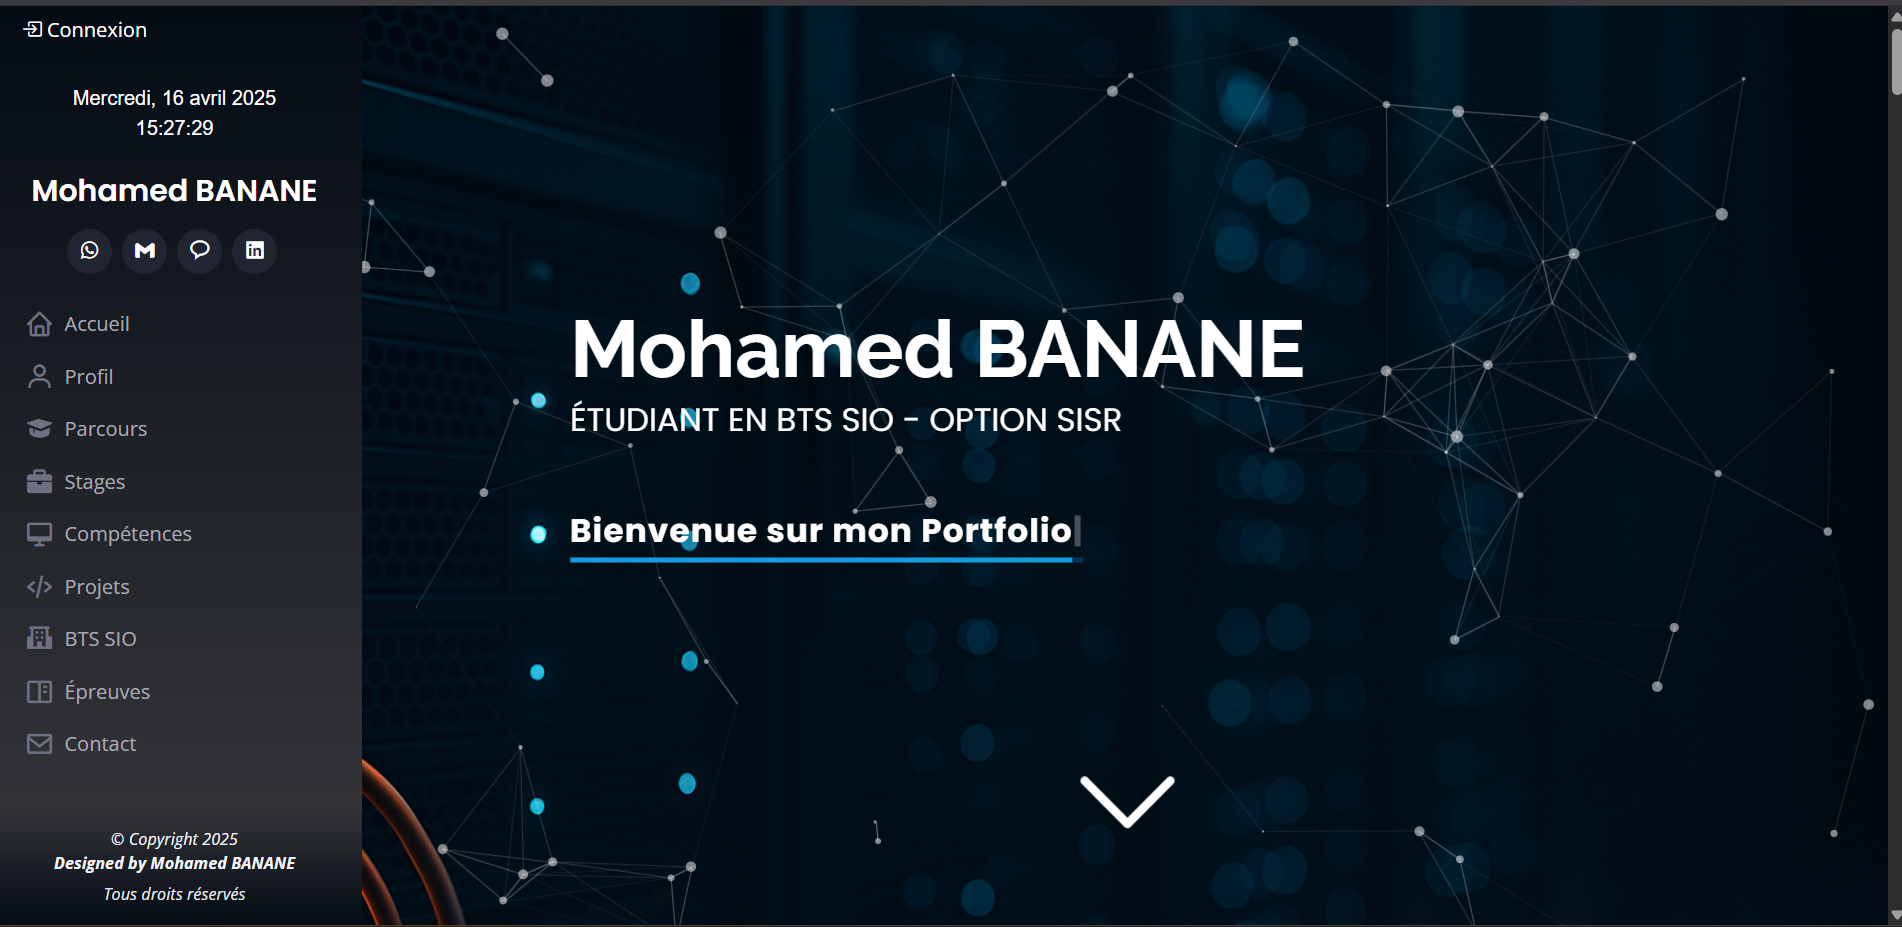 Connexion
Mercredi, 16 avril 2025
15:27:29
Mohamed BANANE
Accueil
Profil
Parcours
Stages
Compétences
Projets
BTS SIO
Épreuves
Contact
© Copyright 2025
Designed by Mohamed BANANE
Tous droits réservés
Mohamed BANANE
ÉTUDIANT EN BTS SIO - OPTION SISR
Bienvenue sur mon Portfolio